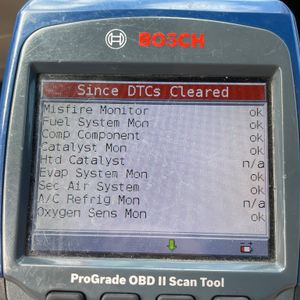 BOSCH
Since DTCs Cleared
Misfire Monitor ok
Fuel System Mon ok
Comp Component ok
Catalyst Mon ok
Htd Catalyst n/a
Evap System Mon ok
Sec Air System ok
A/C Refrig Mon n/a
Oxygen Sens Mon ok
ProGrade OBD II Scan Tool